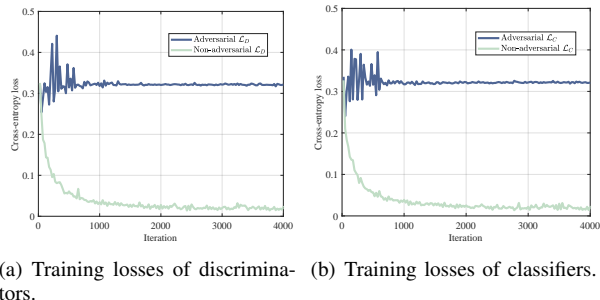 0.5
0.4
0.3
0.2
0.1
0
0 1000 2000 3000 4000
Cross-entropy loss
Iteration
Adversarial 𝓛_D
Non-adversarial 𝓛_D
0.5
0.4
0.3
0.2
0.1
0
0 1000 2000 3000 4000
Cross-entropy loss
Iteration
Adversarial 𝓛_C
Non-adversarial 𝓛_C
(a) Training losses of discrimina-
tors.
(b) Training losses of classifiers.